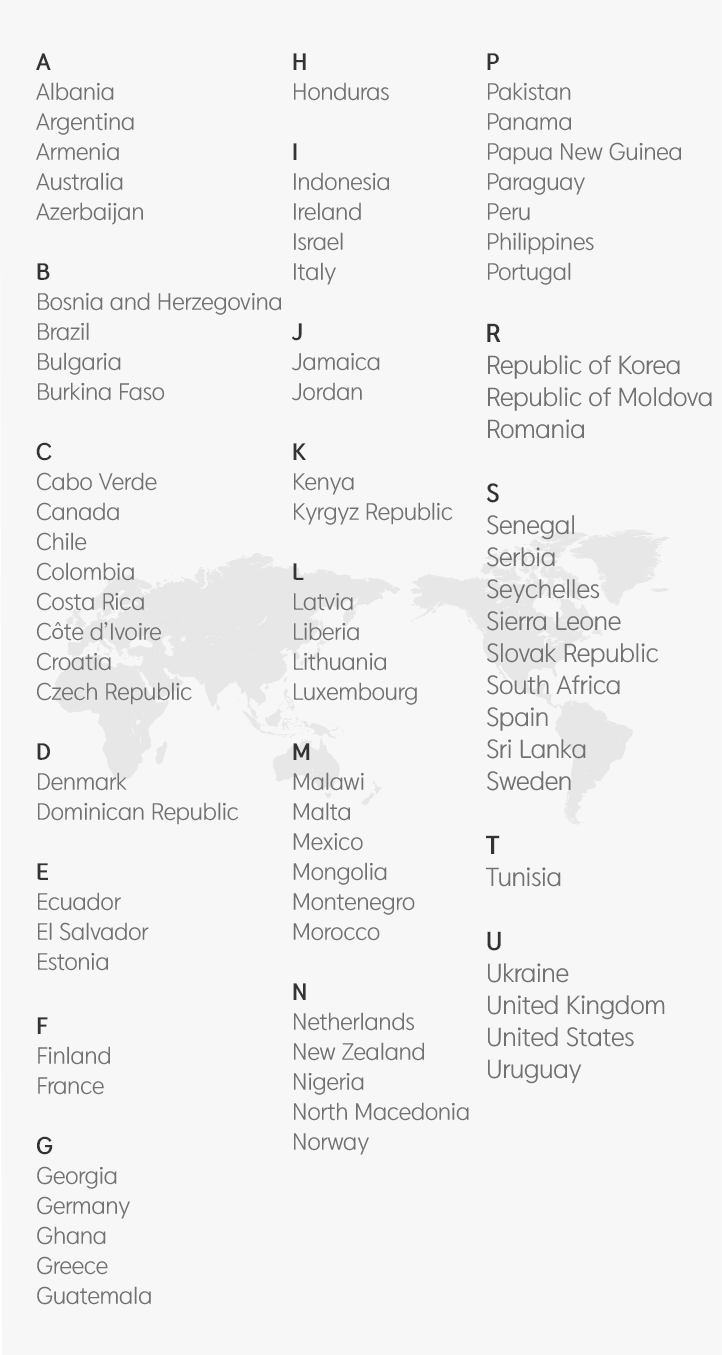 A
Albania
Argentina
Armenia
Australia
Azerbaijan
B
Bosnia and Herzegovina
Brazil
Bulgaria
Burkina Faso
C
Cabo Verde
Canada
Chile
Colombia
Costa Rica
Côte d'Ivoire
Croatia
Czech Republic
D
Denmark
Dominican Republic
E
Ecuador
El Salvador
Estonia
F
Finland
France
G
Georgia
Germany
Ghana
Greece
Guatemala
H
Honduras
I
Indonesia
Ireland
Israel
Italy
J
Jamaica
Jordan
K
Kenya
Kyrgyz Republic
L
Latvia
Liberia
Lithuania
Luxembourg
M
Malawi
Malta
Mexico
Mongolia
Montenegro
Morocco
N
Netherlands
New Zealand
Nigeria
North Macedonia
Norway
P
Pakistan
Panama
Papua New Guinea
Paraguay
Peru
Philippines
Portugal
R
Republic of Korea
Republic of Moldova
Romania
S
Senegal
Serbia
Seychelles
Sierra Leone
Slovak Republic
South Africa
Spain
Sri Lanka
Sweden
T
Tunisia
U
Ukraine
United Kingdom
United States
Uruguay